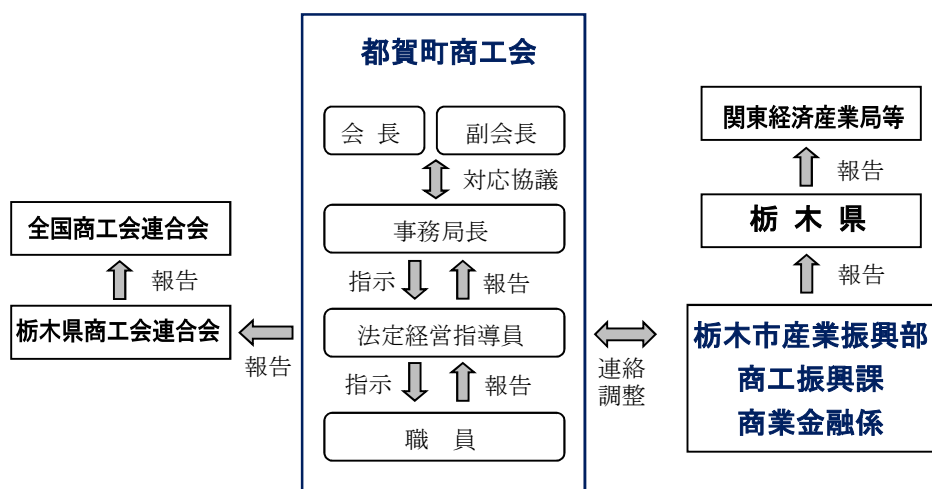 都賀町商工会
会 長
副会長
対応協議
事務局長
指示
報告
法定経営指導員
指示
報告
職 員
全国商工会連合会
報告
栃木県商工会連合会
報告
関東経済産業局等
報告
栃 木 県
報告
栃木市産業振興部
商工振興課
商業金融係
連絡
調整